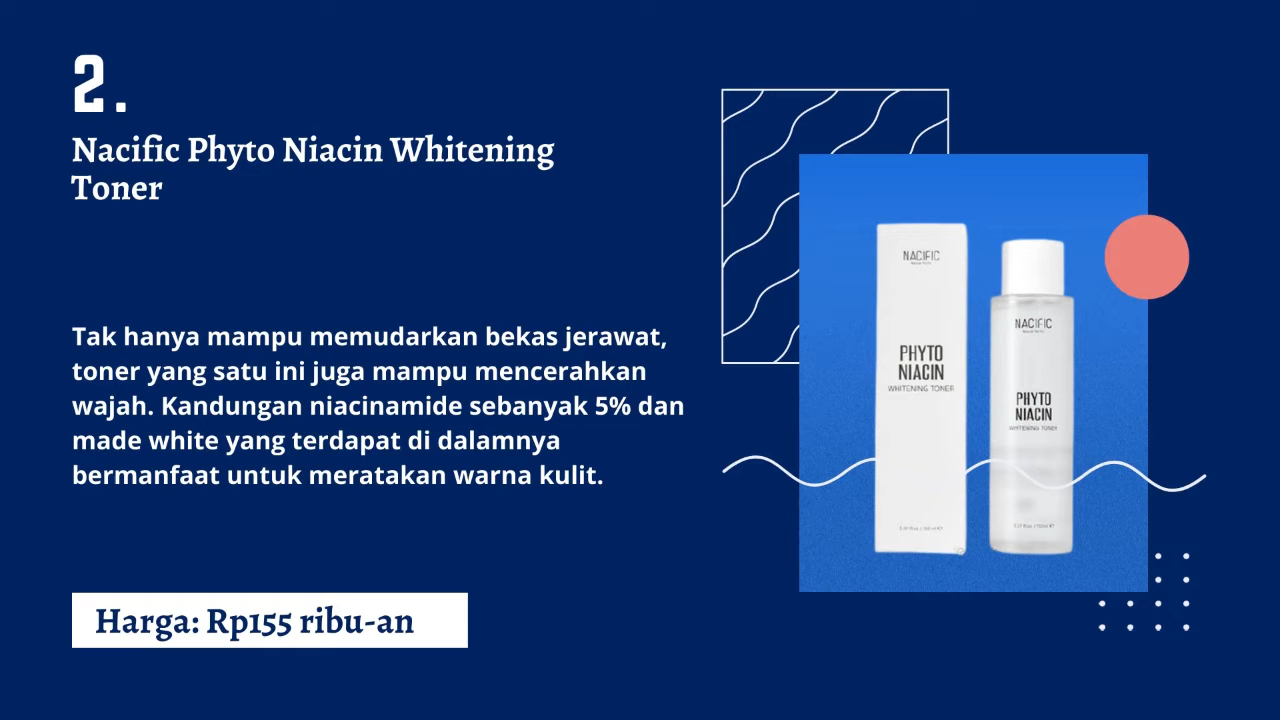 2.
Nacific Phyto Niacin Whitening
Toner
Tak hanya mampu memudarkan bekas jerawat,
toner yang satu ini juga mampu mencerahkan
wajah. Kandungan niacinamide sebanyak 5% dan
made white yang terdapat di dalamnya
bermanfaat untuk meratakan warna kulit.
Harga: Rp155 ribu-an
NACIFIC
PHYTO
NIACIN
WHITENING TONER
NACIFIC
PHYTO
NIACIN
WHITENING TONER